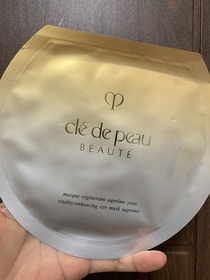 clé de peau
BEAUTÉ
masque régénérant suprême yeux
vitality-enhancing eye mask supreme